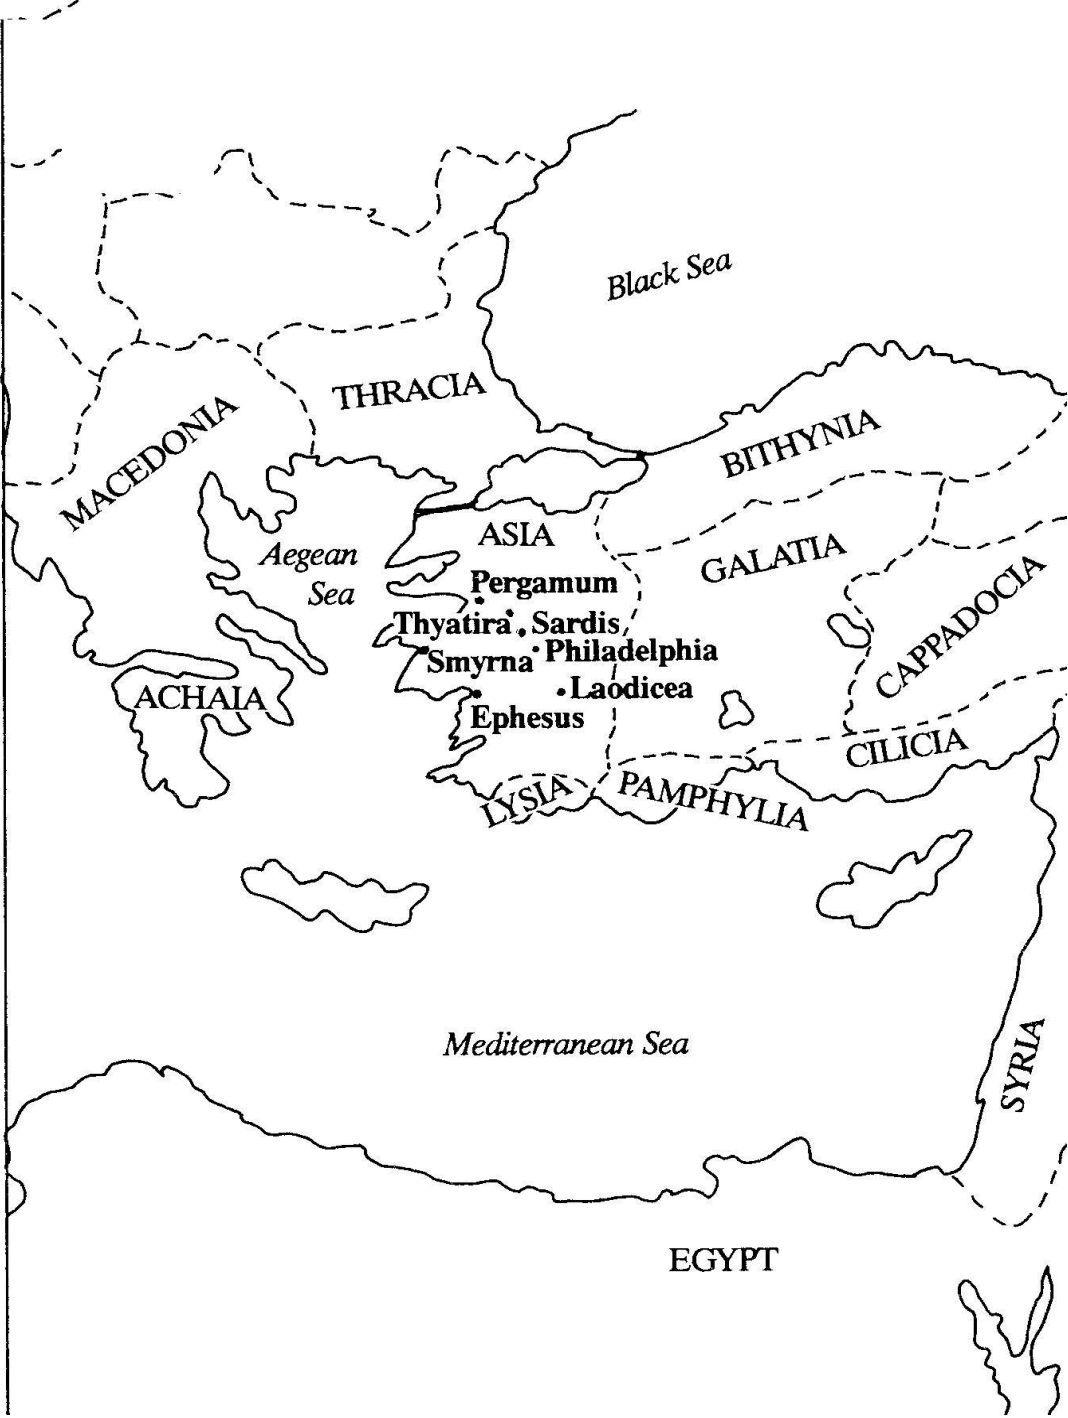 Black Sea
THRACIA
MACEDONIA
BITHYNIA
ASIA
GALATIA
Aegean
Sea
CAPPADOCIA
Pergamum
Thyatira
Sardis
Philadelphia
Smyrna
Laodicea
ACHAIA
Ephesus
CILICIA
LYSIA
PAMPHYLIA
Mediterranean Sea
SYRIA
EGYPT